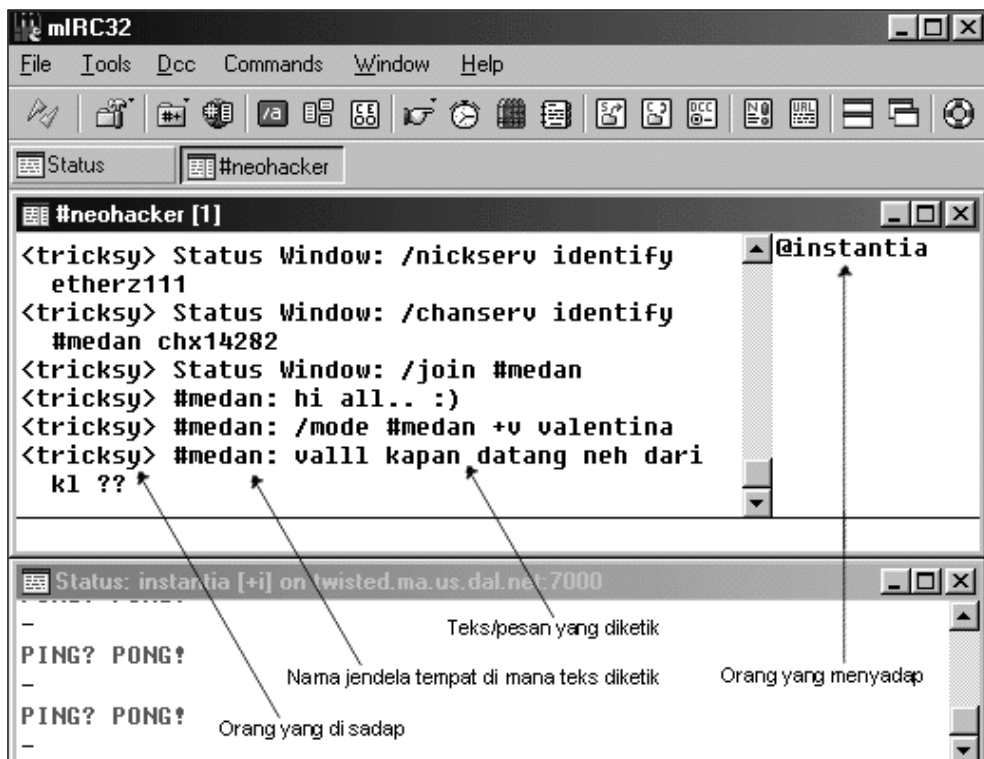 mIRC32
File Tools Dcc Commands Window Help
Status #neohacker
#neohacker [1]
<tricksy> Status Window: /nickserv identify
etherz111
<tricksy> Status Window: /chanserv identify
#medan chx14282
<tricksy> Status Window: /join #medan
<tricksy> #medan: hi all.. :)
<tricksy> #medan: /mode #medan +v valentina
<tricksy> #medan: valll kapan datang neh dari
kl ??
@instantia
Status: instantia [+i] on twisted.ma.us.dal.net:7000
-
Teks/pesan yang diketik
PING? PONG!
Nama jendela tempat di mana teks diketik
Orang yang menyadap
-
PING? PONG!
Orang yang di sadap
-